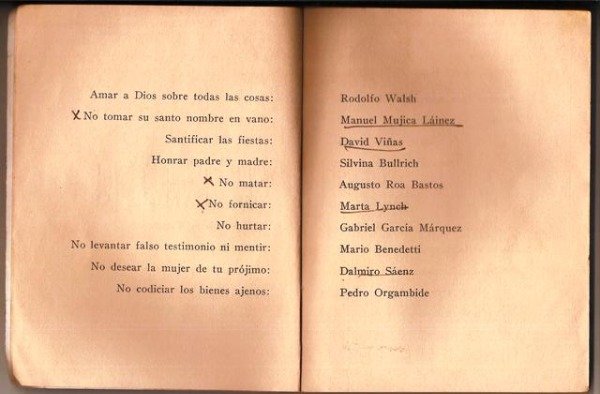 Amar a Dios sobre todas las cosas:
No tomar su santo nombre en vano:
Santificar las fiestas:
Honrar padre y madre:
No matar:
No fornicar:
No hurtar:
No levantar falso testimonio ni mentir:
No desear la mujer de tu prójimo:
No codiciar los bienes ajenos:
Rodolfo Walsh
Manuel Mujica Láinez
David Viñas
Silvina Bullrich
Augusto Roa Bastos
Marta Lynch
Gabriel García Márquez
Mario Benedetti
Dalmiro Sáenz
Pedro Orgambide